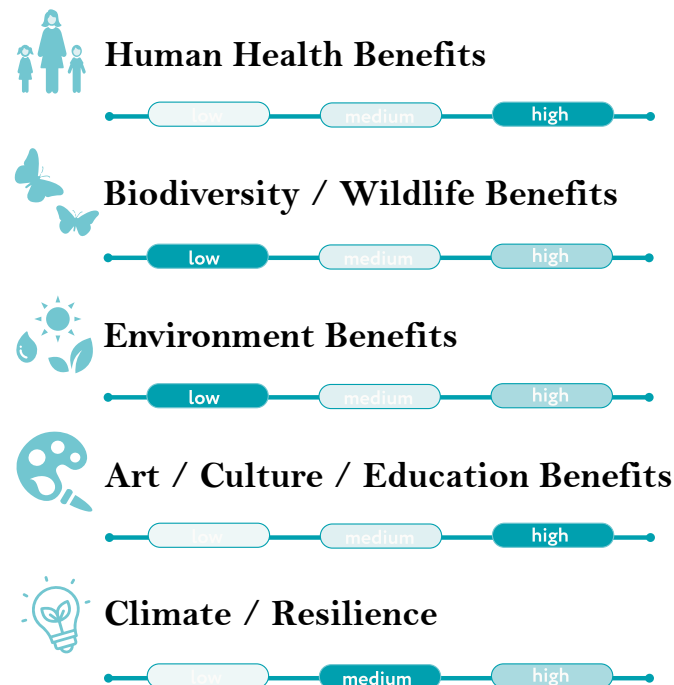 Human Health Benefits
low medium high
Biodiversity / Wildlife Benefits
low medium high
Environment Benefits
low medium high
Art / Culture / Education Benefits
low medium high
Climate / Resilience
low medium high